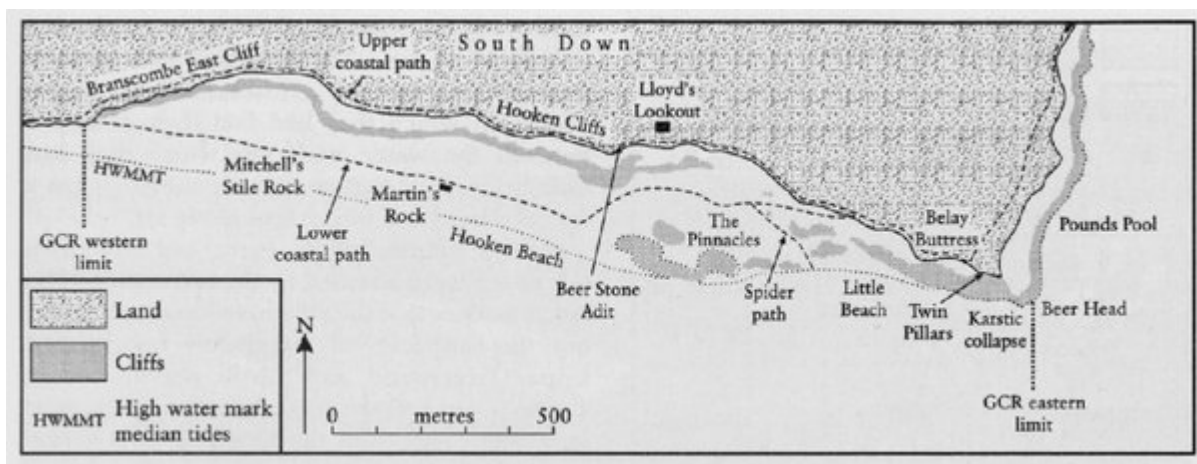 South Down
Upper
coastal path
Branscombe East Cliff
Hooken Cliffs
Lloyd's
Lookout
HWMMT
Mitchell's
Stile Rock
Martin's
Rock
Lower
coastal path
Hooken Beach
GCR western
limit
The
Pinnacles
Beer Stone
Adit
Spider
path
Belay
Buttress
Little
Beach
Twin
Pillars
Karstic
collapse
Pounds Pool
Beer Head
GCR eastern
limit
Land
Cliffs
HWMMT High water mark
median tides
N
0 metres 500